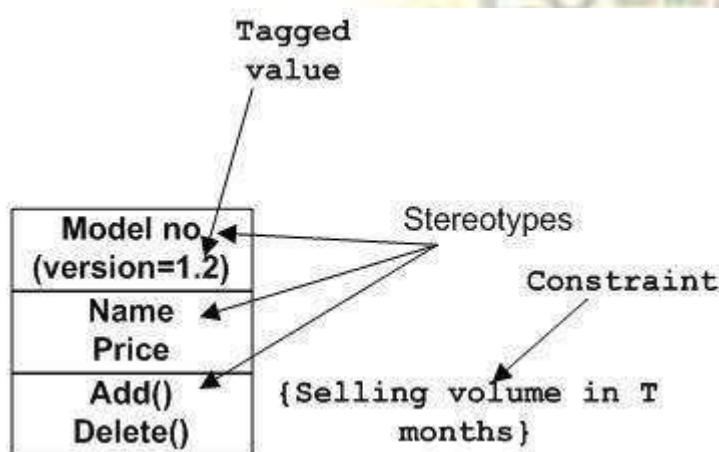 Tagged
value
Stereotypes
Model no
(version=1.2)
Constraint
Name
Price
Add()
Delete()
{Selling volume in T
months}